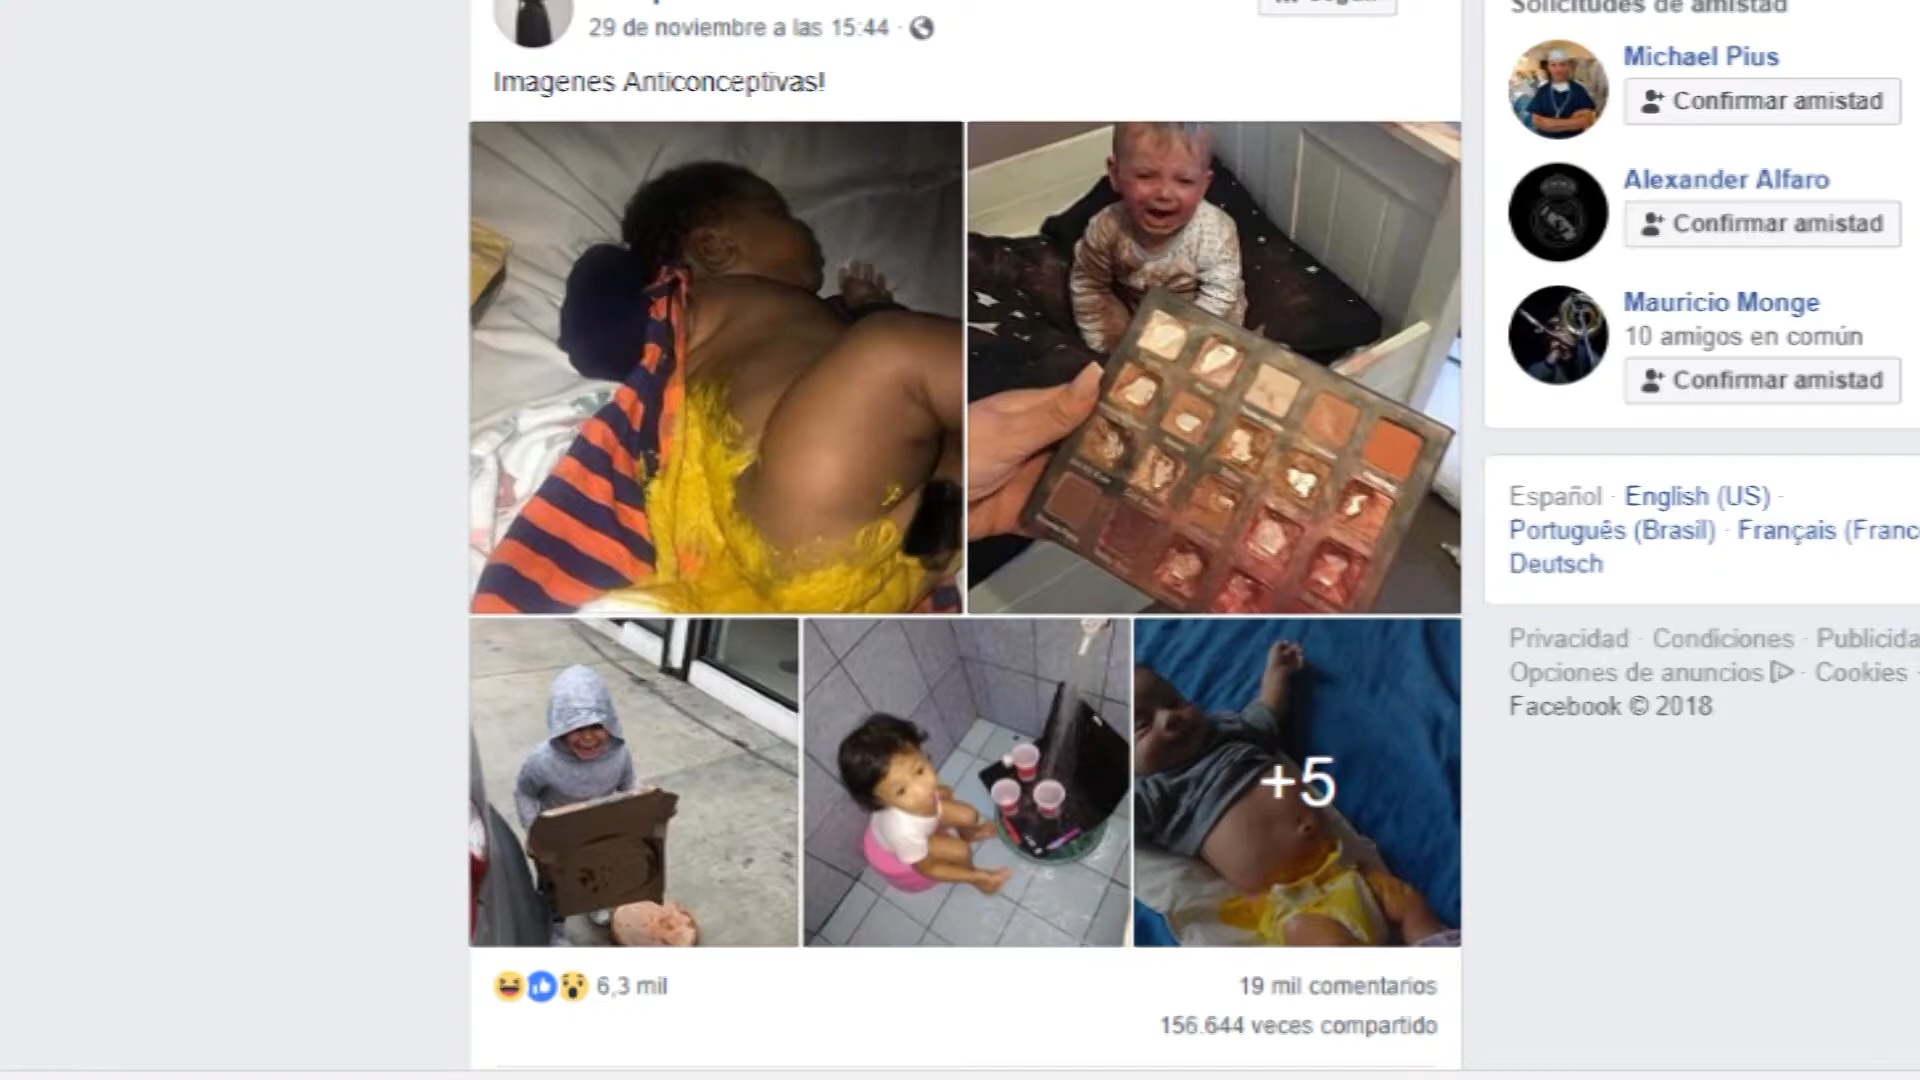 29 de noviembre a las 15:44 ·
Imagenes Anticonceptivas!
+5
6,3 mil
19 mil comentarios
156.644 veces compartido
Solicitudes de amistad
Michael Pius
Confirmar amistad
Alexander Alfaro
Confirmar amistad
Mauricio Monge
10 amigos en común
Confirmar amistad
Español · English (US) ·
Português (Brasil) · Français (Franc
Deutsch
Privacidad · Condiciones · Publicida
Opciones de anuncios · Cookies ·
Facebook © 2018